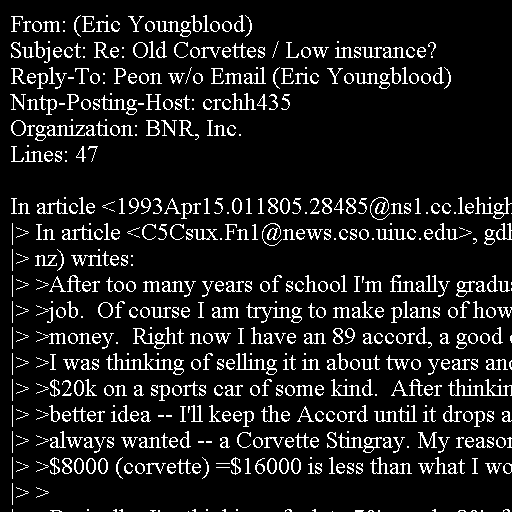 From: (Eric Youngblood)
Subject: Re: Old Corvettes / Low insurance?
Reply-To: Peon w/o Email (Eric Youngblood)
Nntp-Posting-Host: crchh435
Organization: BNR, Inc.
Lines: 47

In article <1993Apr15.011805.28485@ns1.cc.lehigh
|> In article <C5Csux.Fn1@news.cso.uiuc.edu>, gdh
|> nz) writes:
|> >After too many years of school I'm finally gradu
|> >job.  Of course I am trying to make plans of how
|> >money.  Right now I have an 89 accord, a good
|> >I was thinking of selling it in about two years and
|> >$20k on a sports car of some kind.  After thinkin
|> >better idea -- I'll keep the Accord until it drops a
|> >always wanted -- a Corvette Stingray. My reason
|> >$8000 (corvette) =$16000 is less than what I wo
|> >